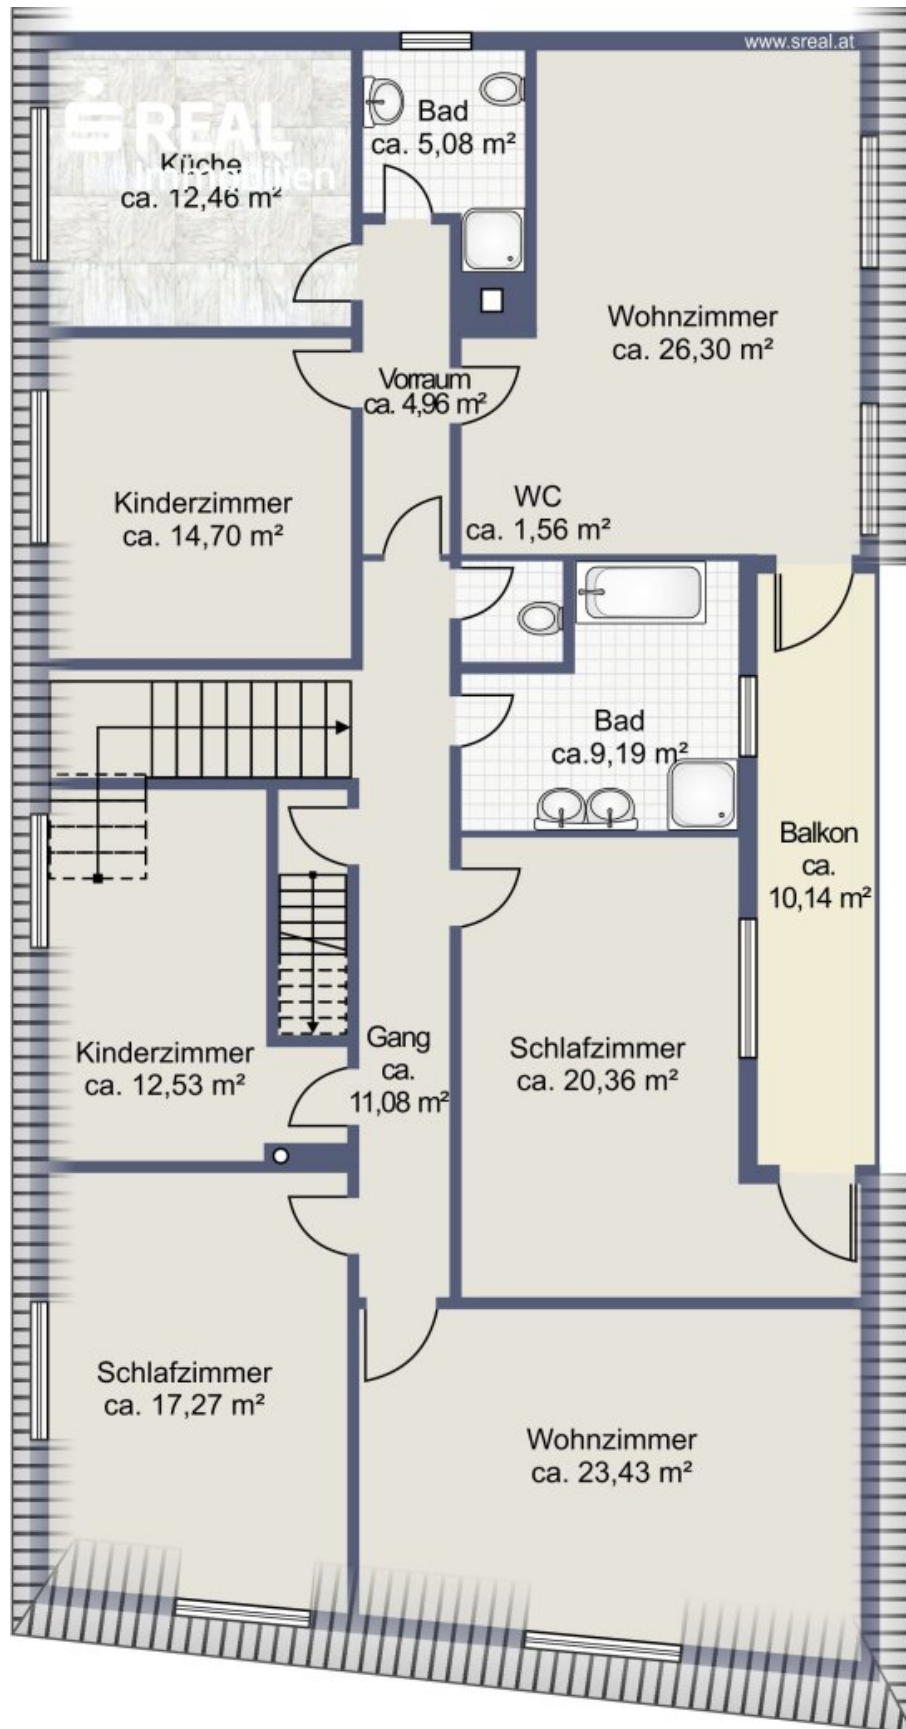 www.sreal.at
S REAL
Immobilien
Küche
ca. 12,46 m²
Bad
ca. 5,08 m²
Wohnzimmer
ca. 26,30 m²
Vorraum
ca. 4,96 m²
Kinderzimmer
ca. 14,70 m²
WC
ca. 1,56 m²
Bad
ca.9,19 m²
Balkon
ca.
10,14 m²
Kinderzimmer
ca. 12,53 m²
Gang
ca.
11,08 m²
Schlafzimmer
ca. 20,36 m²
Schlafzimmer
ca. 17,27 m²
Wohnzimmer
ca. 23,43 m²